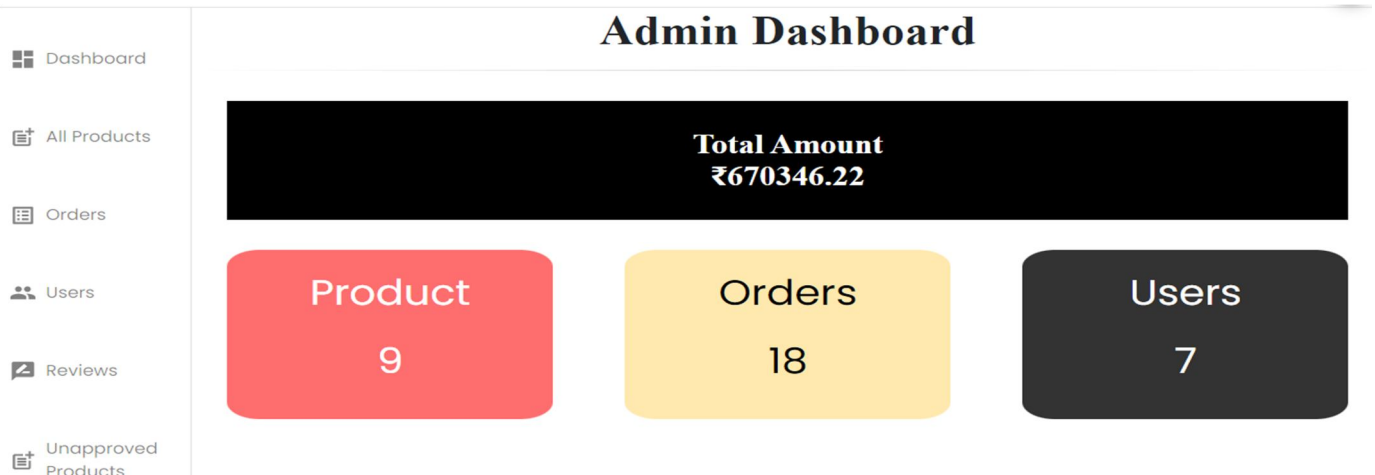 Admin Dashboard
Dashboard
All Products
Orders
Users
Reviews
Unapproved
Products
Total Amount
₹670346.22
Product
9
Orders
18
Users
7